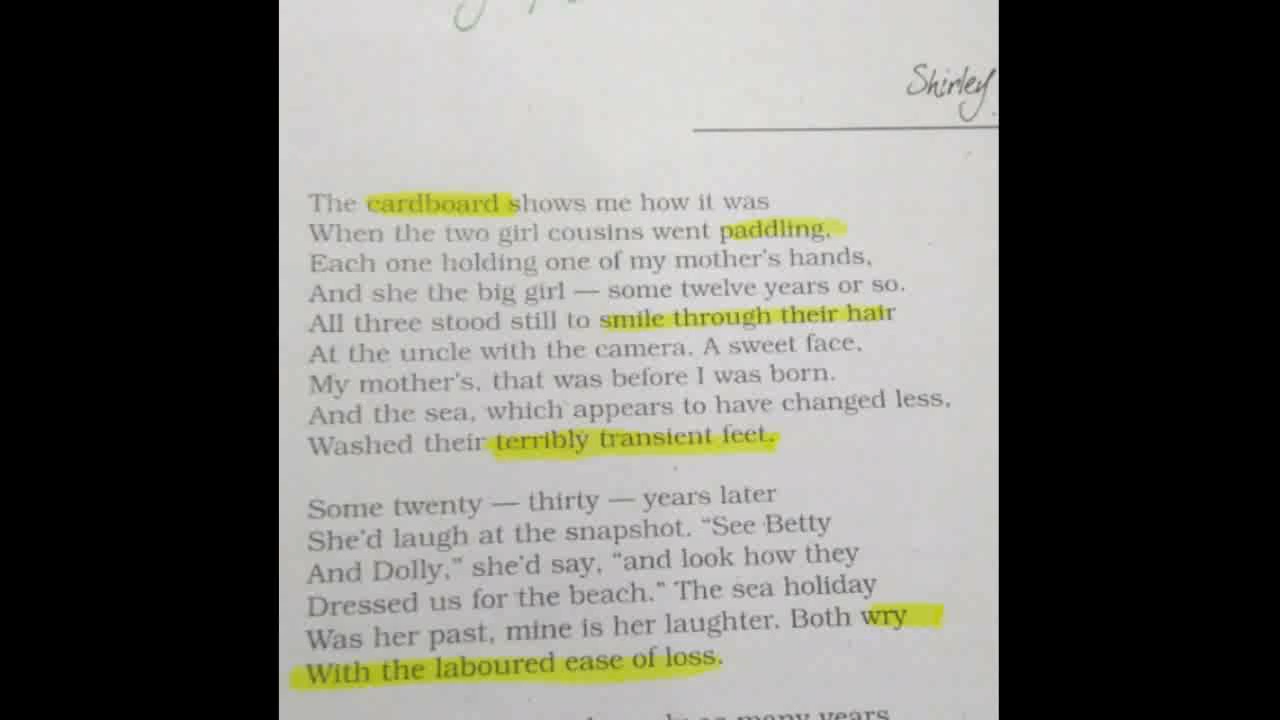 Shirley
The cardboard shows me how it was
When the two girl cousins went paddling,
Each one holding one of my mother's hands,
And she the big girl — some twelve years or so.
All three stood still to smile through their hair
At the uncle with the camera. A sweet face,
My mother's, that was before I was born.
And the sea, which appears to have changed less,
Washed their terribly transient feet.
Some twenty — thirty — years later
She'd laugh at the snapshot. “See Betty
And Dolly,” she'd say, “and look how they
Dressed us for the beach.” The sea holiday
Was her past, mine is her laughter. Both wry
With the laboured ease of loss.
many years